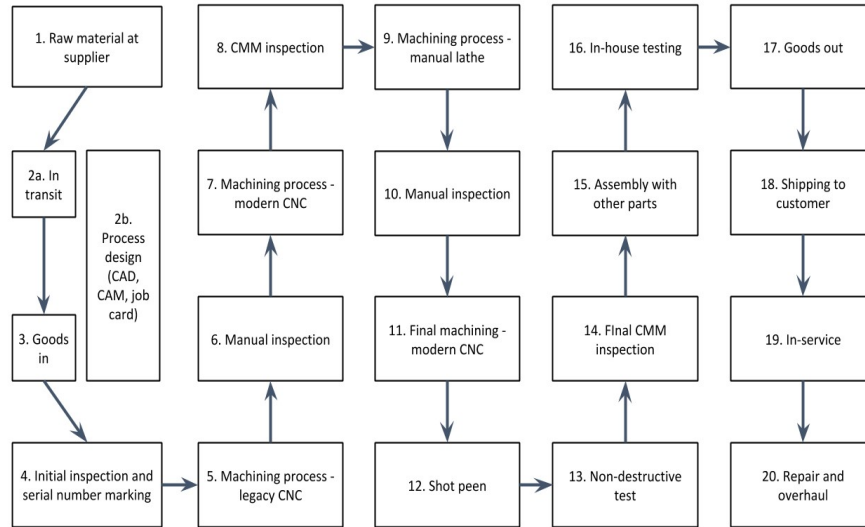 1. Raw material at
supplier
2a. In
transit
2b.
Process
design
(CAD,
CAM, job
card)
3. Goods
in
4. Initial inspection and
serial number marking
5. Machining process -
legacy CNC
6. Manual inspection
7. Machining process -
modern CNC
8. CMM inspection
9. Machining process -
manual lathe
10. Manual inspection
11. Final machining -
modern CNC
12. Shot peen
13. Non-destructive
test
14. FInal CMM
inspection
15. Assembly with
other parts
16. In-house testing
17. Goods out
18. Shipping to
customer
19. In-service
20. Repair and
overhaul